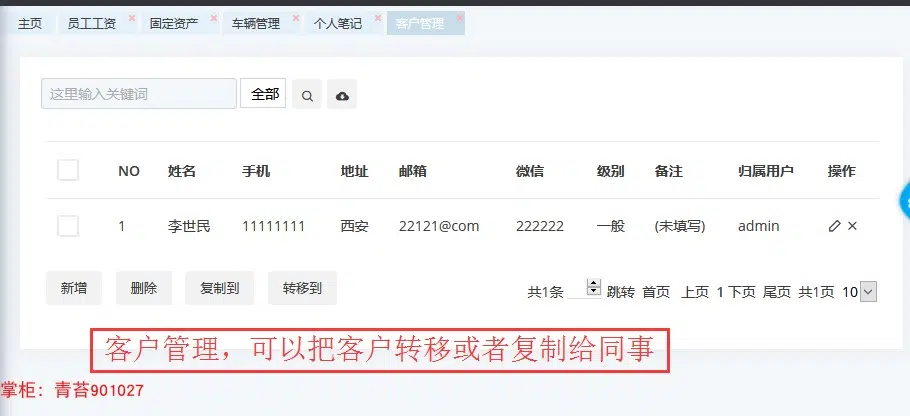 主页 员工工资 固定资产 车辆管理 个人笔记 客户管理
这里输入关键词 全部
NO 姓名 手机 地址 邮箱 微信 级别 备注 归属用户 操作
1 李世民 11111111 西安 22121@com 222222 一般 (未填写) admin
新增 删除 复制到 转移到 共1条 跳转 首页 上页 1 下页 尾页 共1页 10
客户管理，可以把客户转移或者复制给同事
掌柜：青苔901027